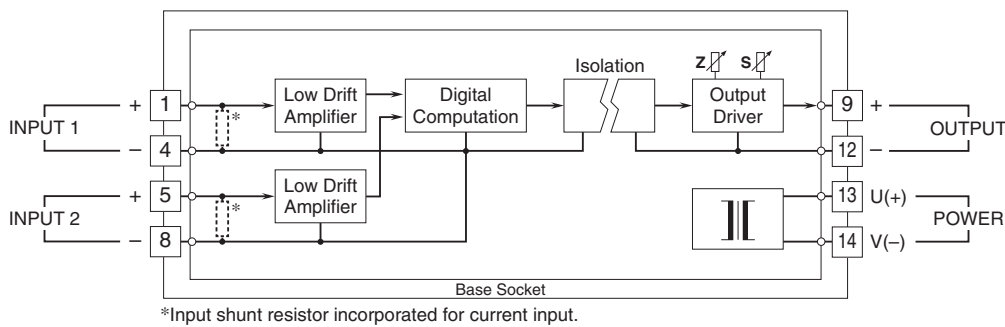 Isolation
Z S
INPUT 1
+ 1
Low Drift
Amplifier
Digital
Computation
Output
Driver
9 +
OUTPUT
− 4
12 −
INPUT 2
+ 5
Low Drift
Amplifier
13 U(+)
POWER
− 8
14 V(−)
Base Socket
*
*
*Input shunt resistor incorporated for current input.